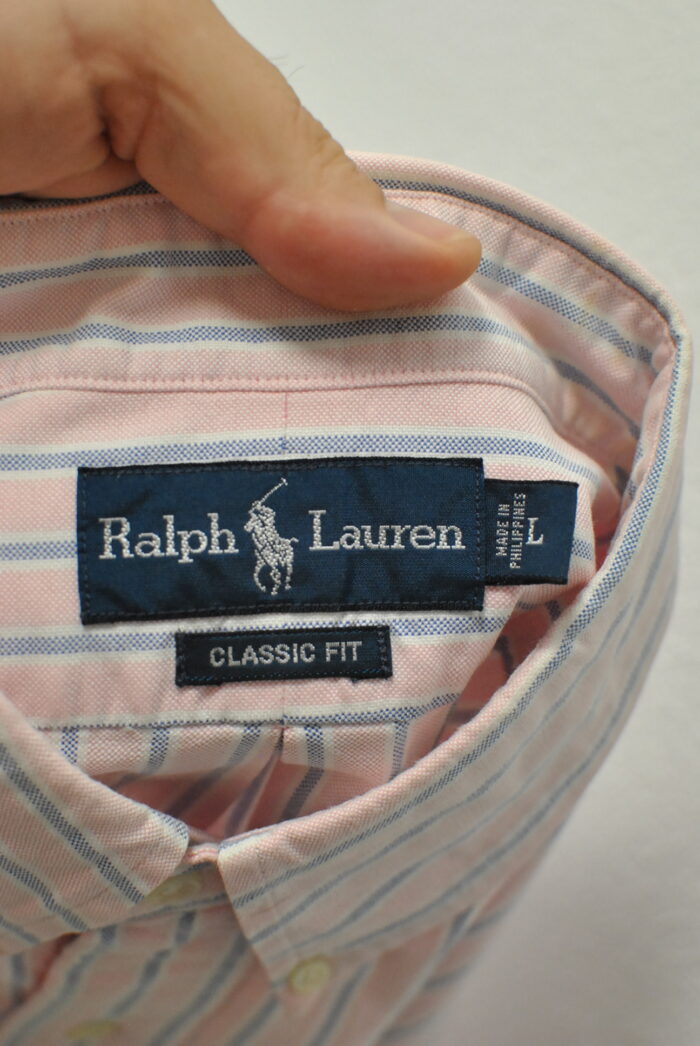 Ralph Lauren
MADE IN
PHILIPPINES
L
CLASSIC FIT